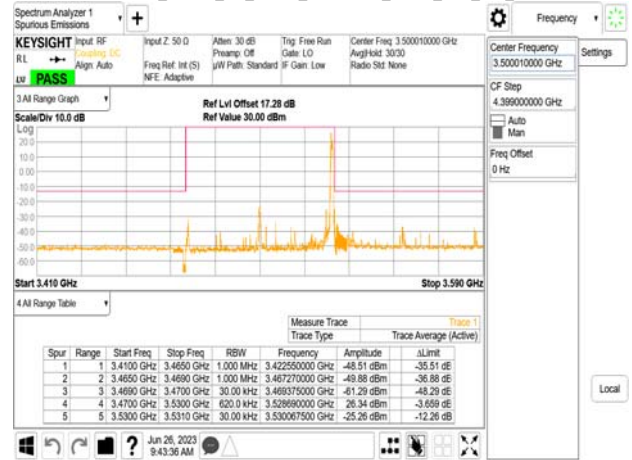 Spectrum Analyzer 1
Spurious Emissions
Frequency
KEYSIGHT
Input: RF
Coupling: DC
Align: Auto
Input Z: 50 Ω
Freq Ref: Int (S)
NFE: Adaptive
Atten: 30 dB
Preamp: Off
µW Path: Standard
Trig: Free Run
Gate: LO
IF Gain: Low
Center Freq: 3.500010000 GHz
Avg|Hold: 30/30
Radio Std: None
RL
LW PASS
Center Frequency
3.500010000 GHz
Settings
CF Step
4.399000000 GHz
Auto
Man
Freq Offset
0 Hz
3 All Range Graph
Scale/Div 10.0 dB
Ref Lvl Offset 17.28 dB
Ref Value 30.00 dBm
Log
20.0
10.0
0.00
-10.0
-20.0
-30.0
-40.0
-50.0
-60.0
Start 3.410 GHz
Stop 3.590 GHz
4 All Range Table
Measure Trace Trace 1
Trace Type Trace Average (Active)
Spur Range Start Freq Stop Freq RBW Frequency Amplitude ΔLimit
1 1 3.4100 GHz 3.4650 GHz 1.000 MHz 3.422550000 GHz -48.51 dBm -35.51 dB
2 2 3.4650 GHz 3.4690 GHz 1.000 MHz 3.467270000 GHz -49.88 dBm -36.88 dB
3 3 3.4690 GHz 3.4700 GHz 30.00 kHz 3.469375000 GHz -61.29 dBm -48.29 dB
4 4 3.4700 GHz 3.5300 GHz 620.0 kHz 3.528690000 GHz 26.34 dBm -3.659 dB
5 5 3.5300 GHz 3.5310 GHz 30.00 kHz 3.530067500 GHz -25.26 dBm -12.26 dB
Local
Jun 26, 2023
9:43:36 AM